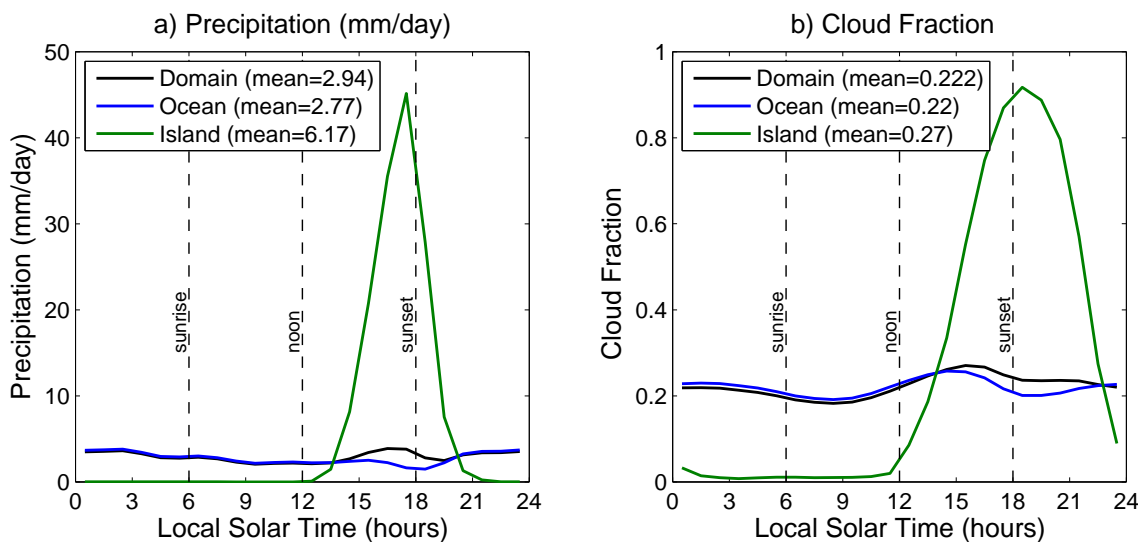 a) Precipitation (mm/day)
Precipitation (mm/day)
50
40
30
20
10
0
Domain (mean=2.94)
Ocean (mean=2.77)
Island (mean=6.17)
sunrise
noon
sunset
0 3 6 9 12 15 18 21 24
Local Solar Time (hours)
b) Cloud Fraction
Cloud Fraction
1
0.8
0.6
0.4
0.2
0
Domain (mean=0.222)
Ocean (mean=0.22)
Island (mean=0.27)
sunrise
noon
sunset
0 3 6 9 12 15 18 21 24
Local Solar Time (hours)